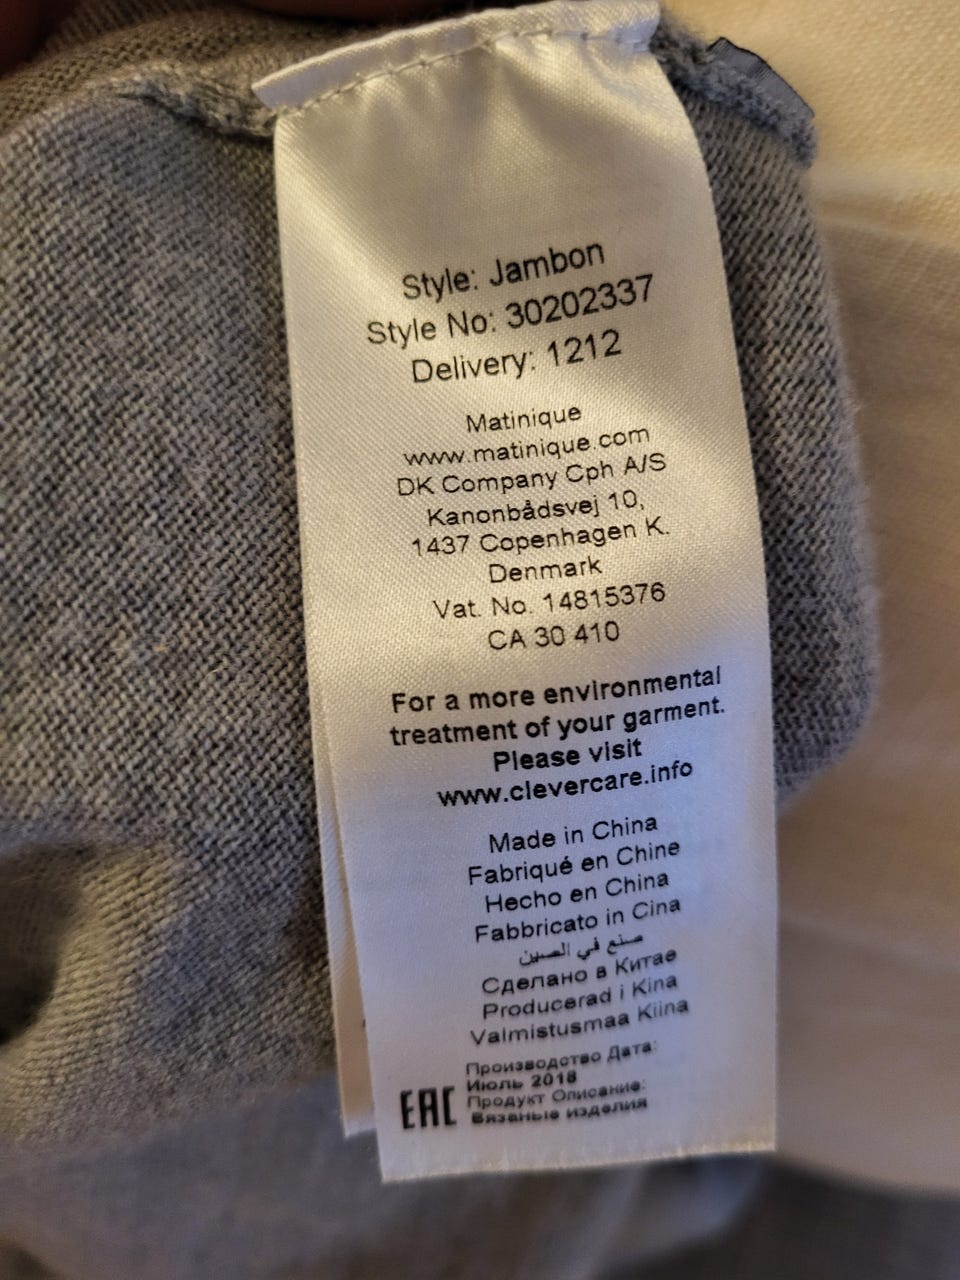 Style: Jambon
Style No: 30202337
Delivery: 1212
Matinique
www.matinique.com
DK Company Cph A/S
Kanonbådsvej 10,
1437 Copenhagen K.
Denmark
Vat. No. 14815376
CA 30 410
For a more environmental
treatment of your garment.
Please visit
www.clevercare.info
Made in China
Fabriqué en Chine
Hecho en China
Fabbricato in Cina
صنع في الصين
Сделано в Китае
Producerad i Kina
Valmistusmaa Kiina
Производство Дата:
Июль 2018
Продукт Описание:
Вязаные изделия
EAC